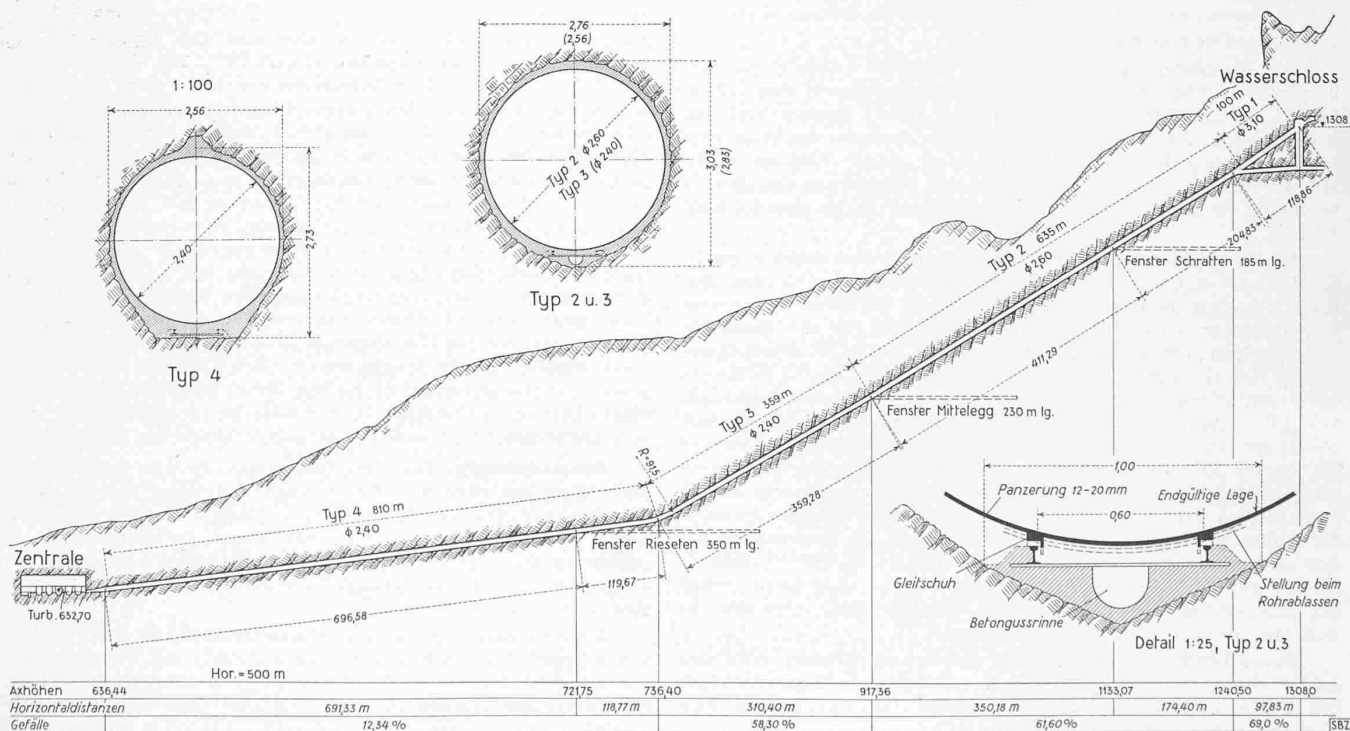 1:100
2,56
2,73
2,40
Typ 4
2,76
(2,56)
Typ 2 ϕ 2,60
Typ 3 (ϕ 2,40)
3,03
(2,83)
Typ 2 u. 3
Wasserschloss
1308
100 m
Typ 1
ϕ 3,10
118,86
204,83
Typ 2 635 m
ϕ 2,60
Fenster Schratten 185 m lg.
411,29
Typ 3 359 m
ϕ 2,40
Fenster Mittelegg 230 m lg.
359,28
R=91,5
Typ 4 810 m
ϕ 2,40
Fenster Rieseten 350 m lg.
119,67
696,58
Zentrale
Turb. 652,70
1,00
Panzerung 12-20 mm
Endgültige Lage
0,60
Gleitschuh
Stellung beim
Rohrablassen
Betongussrinne
Detail 1:25, Typ 2 u. 3
Hor. = 500 m
Axhöhen 636,44 721,75 736,40 917,36 1133,07 1240,50 1308,0
Horizontaldistanzen 691,33 m 118,77 m 310,40 m 350,18 m 174,40 m 97,83 m
Gefälle 12,34 % 58,30 % 61,60 % 69,0 %
SBZ